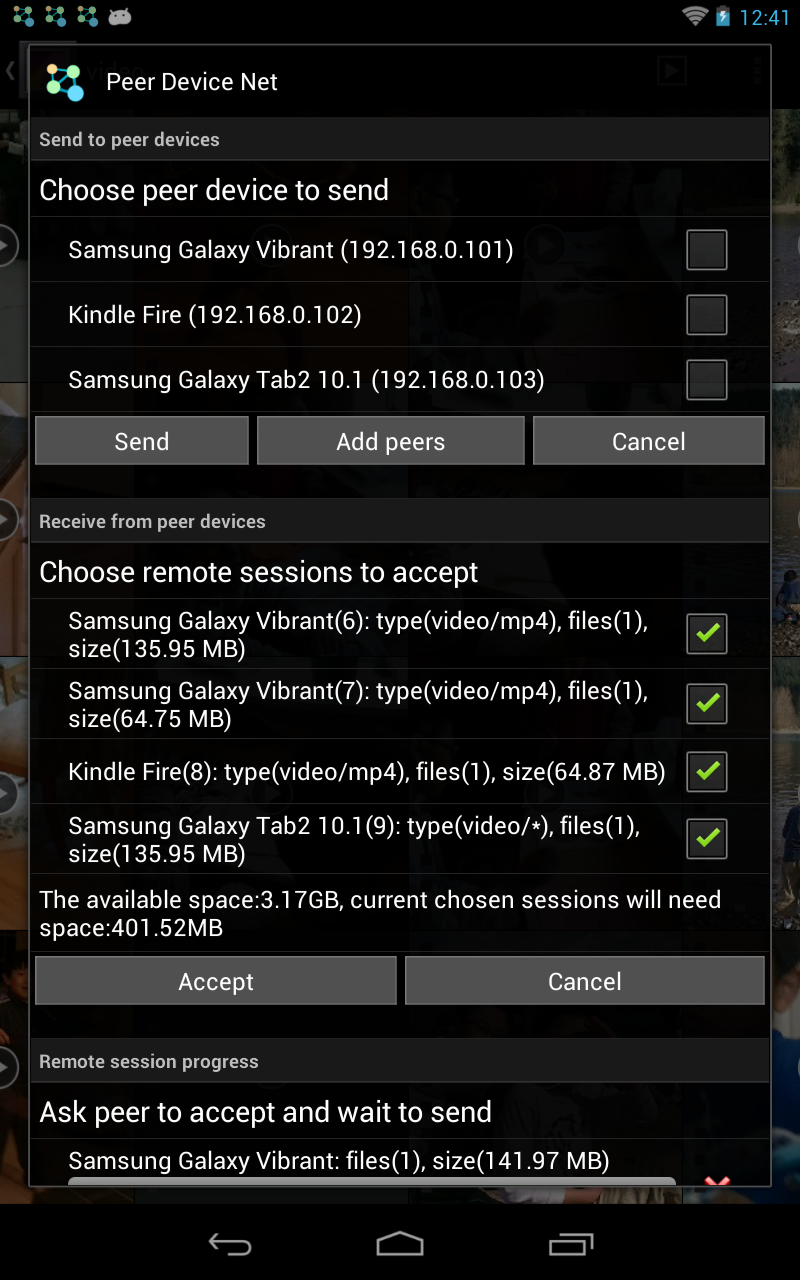 12:41
video
Peer Device Net
Send to peer devices
Choose peer device to send
Samsung Galaxy Vibrant (192.168.0.101)
Kindle Fire (192.168.0.102)
Samsung Galaxy Tab2 10.1 (192.168.0.103)
Send Add peers Cancel
Receive from peer devices
Choose remote sessions to accept
Samsung Galaxy Vibrant(6): type(video/mp4), files(1),
size(135.95 MB)
Samsung Galaxy Vibrant(7): type(video/mp4), files(1),
size(64.75 MB)
Kindle Fire(8): type(video/mp4), files(1), size(64.87 MB)
Samsung Galaxy Tab2 10.1(9): type(video/*), files(1),
size(135.95 MB)
The available space:3.17GB, current chosen sessions will need
space:401.52MB
Accept Cancel
Remote session progress
Ask peer to accept and wait to send
Samsung Galaxy Vibrant: files(1), size(141.97 MB)